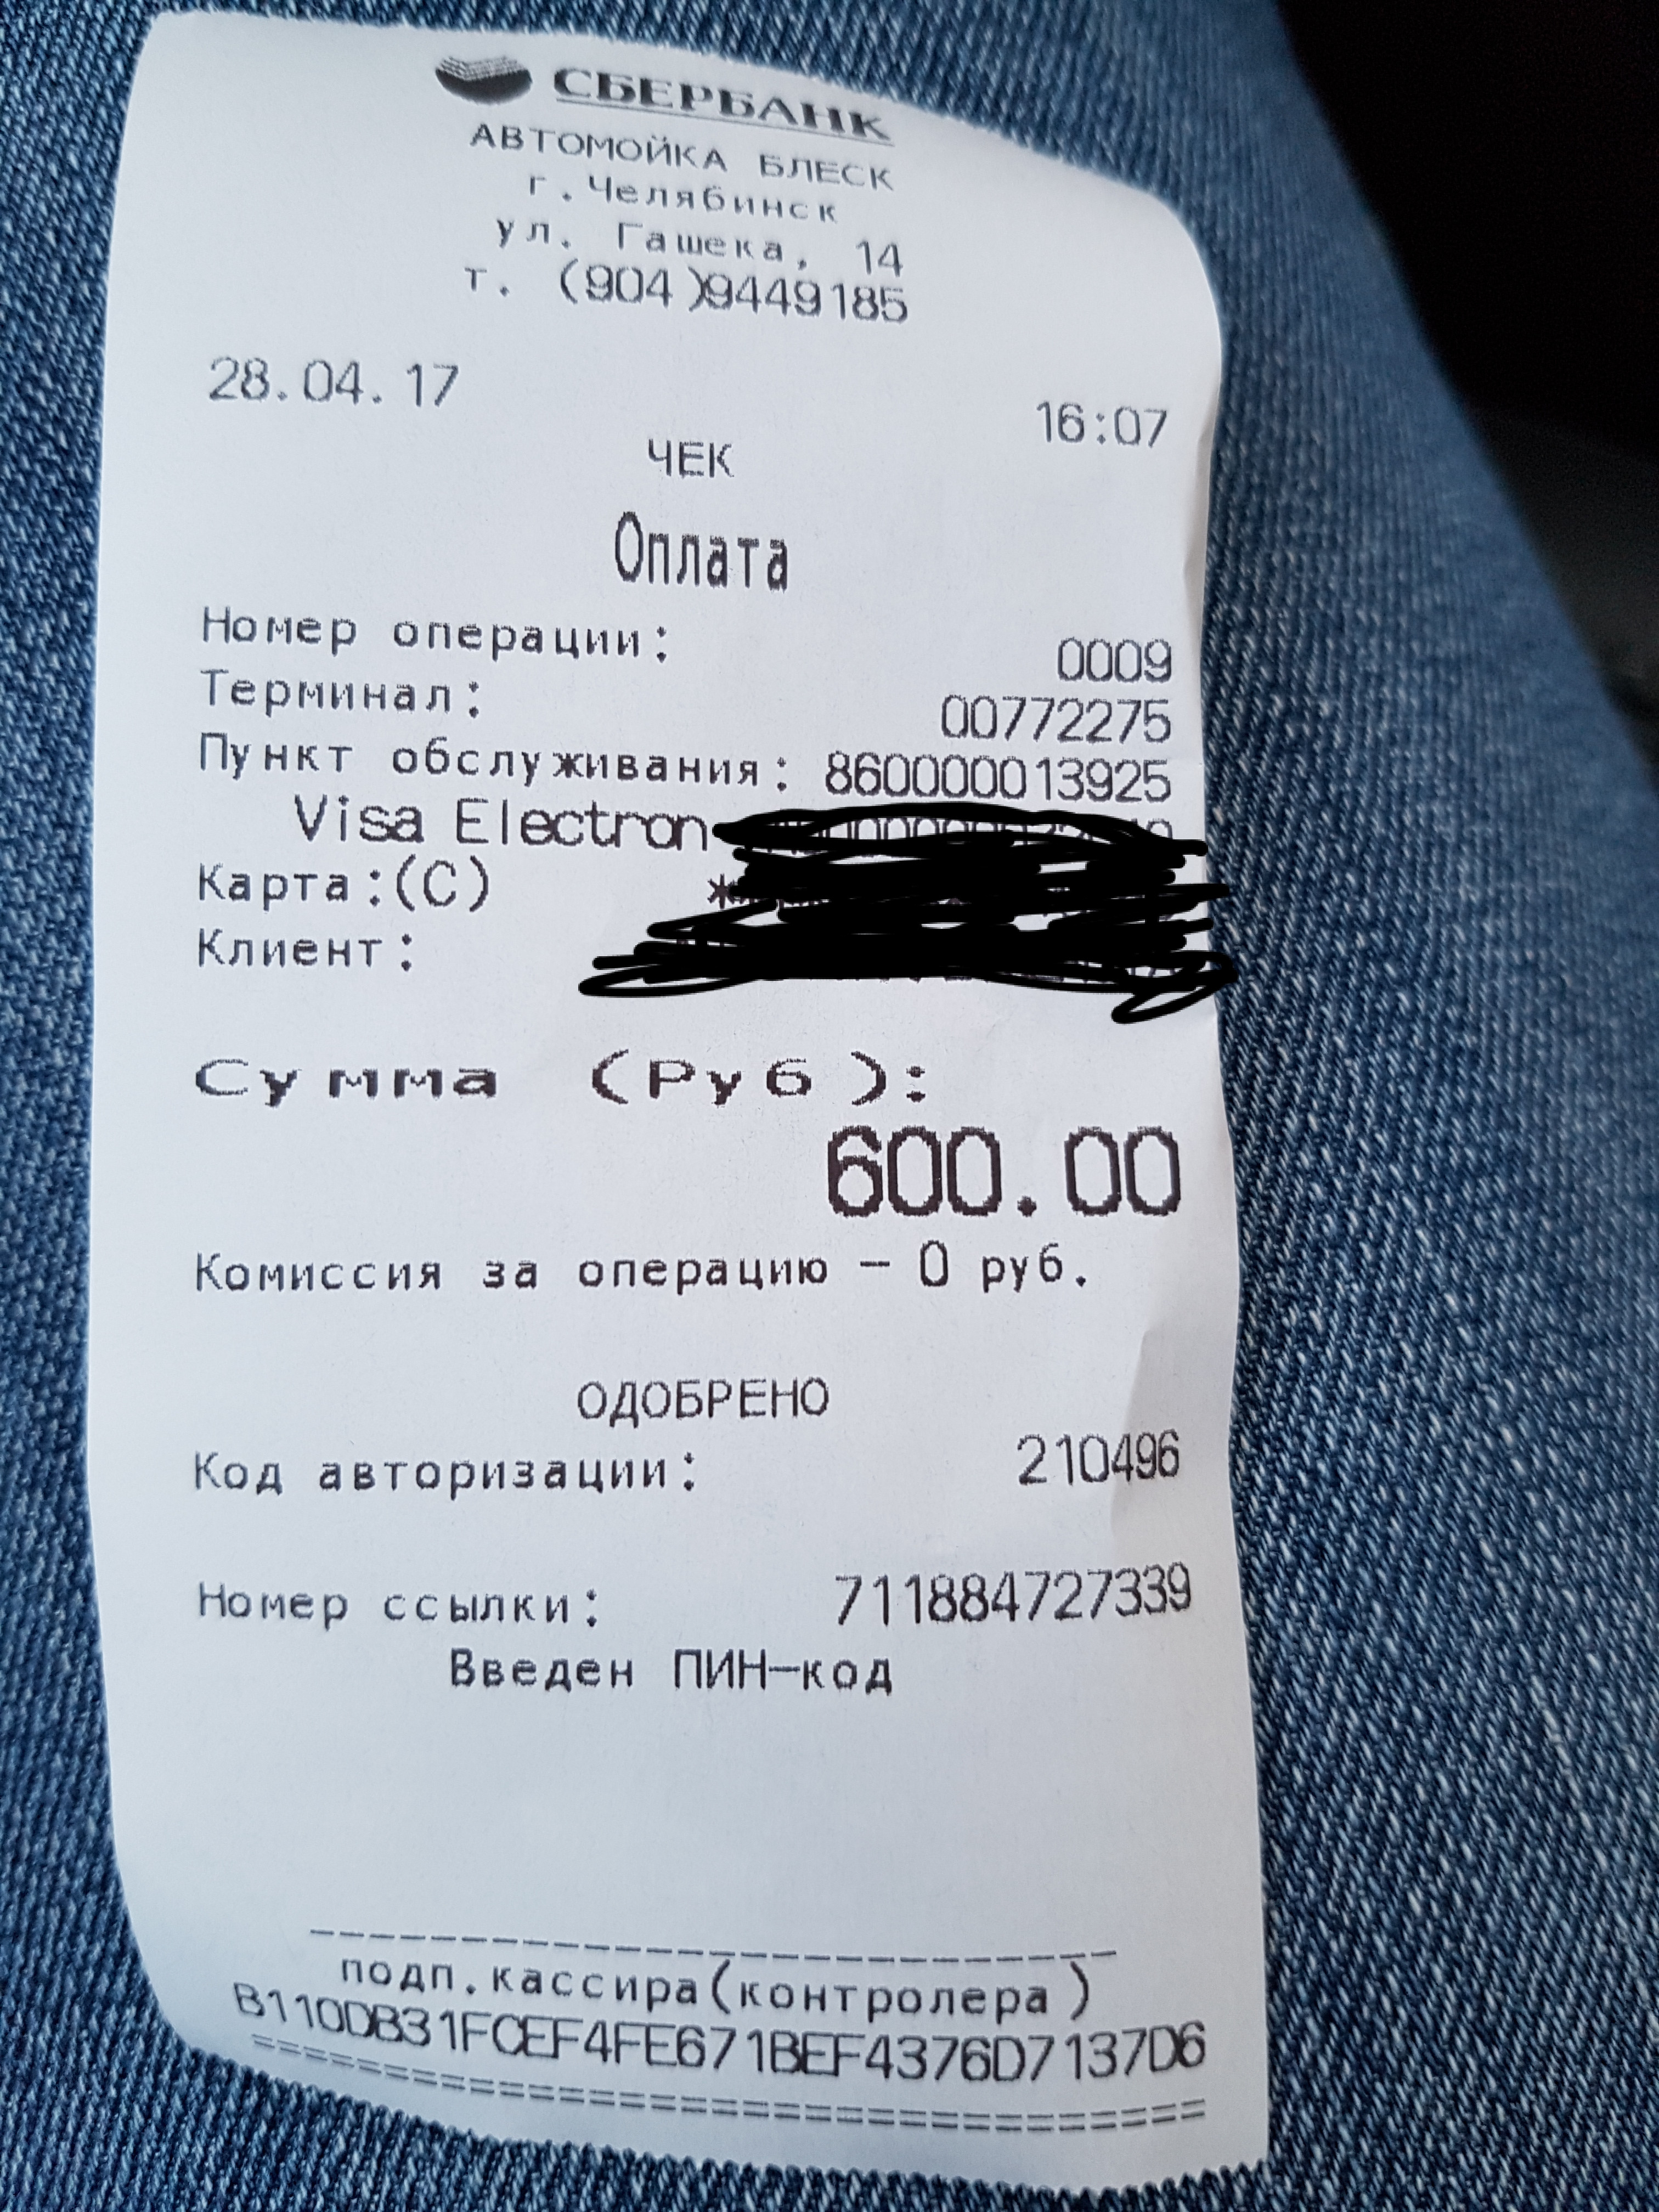 СБЕРБАНК
АВТОМОЙКА БЛЕСК
г.Челябинск
ул. Гашека, 14
т. (904)9449185
28.04.17 16:07
ЧЕК
Оплата
Номер операции: 0009
Терминал: 00772275
Пункт обслуживания: 860000013925
Visa Electron
Карта:(C)
Клиент:
Сумма (Руб):
600.00
Комиссия за операцию – 0 руб.
ОДОБРЕНО
Код авторизации: 210496
Номер ссылки: 711884727339
Введен ПИН–код
подп.кассира(контролера)
B110DB31FCEF4FE671BEF4376D7137D6
================================